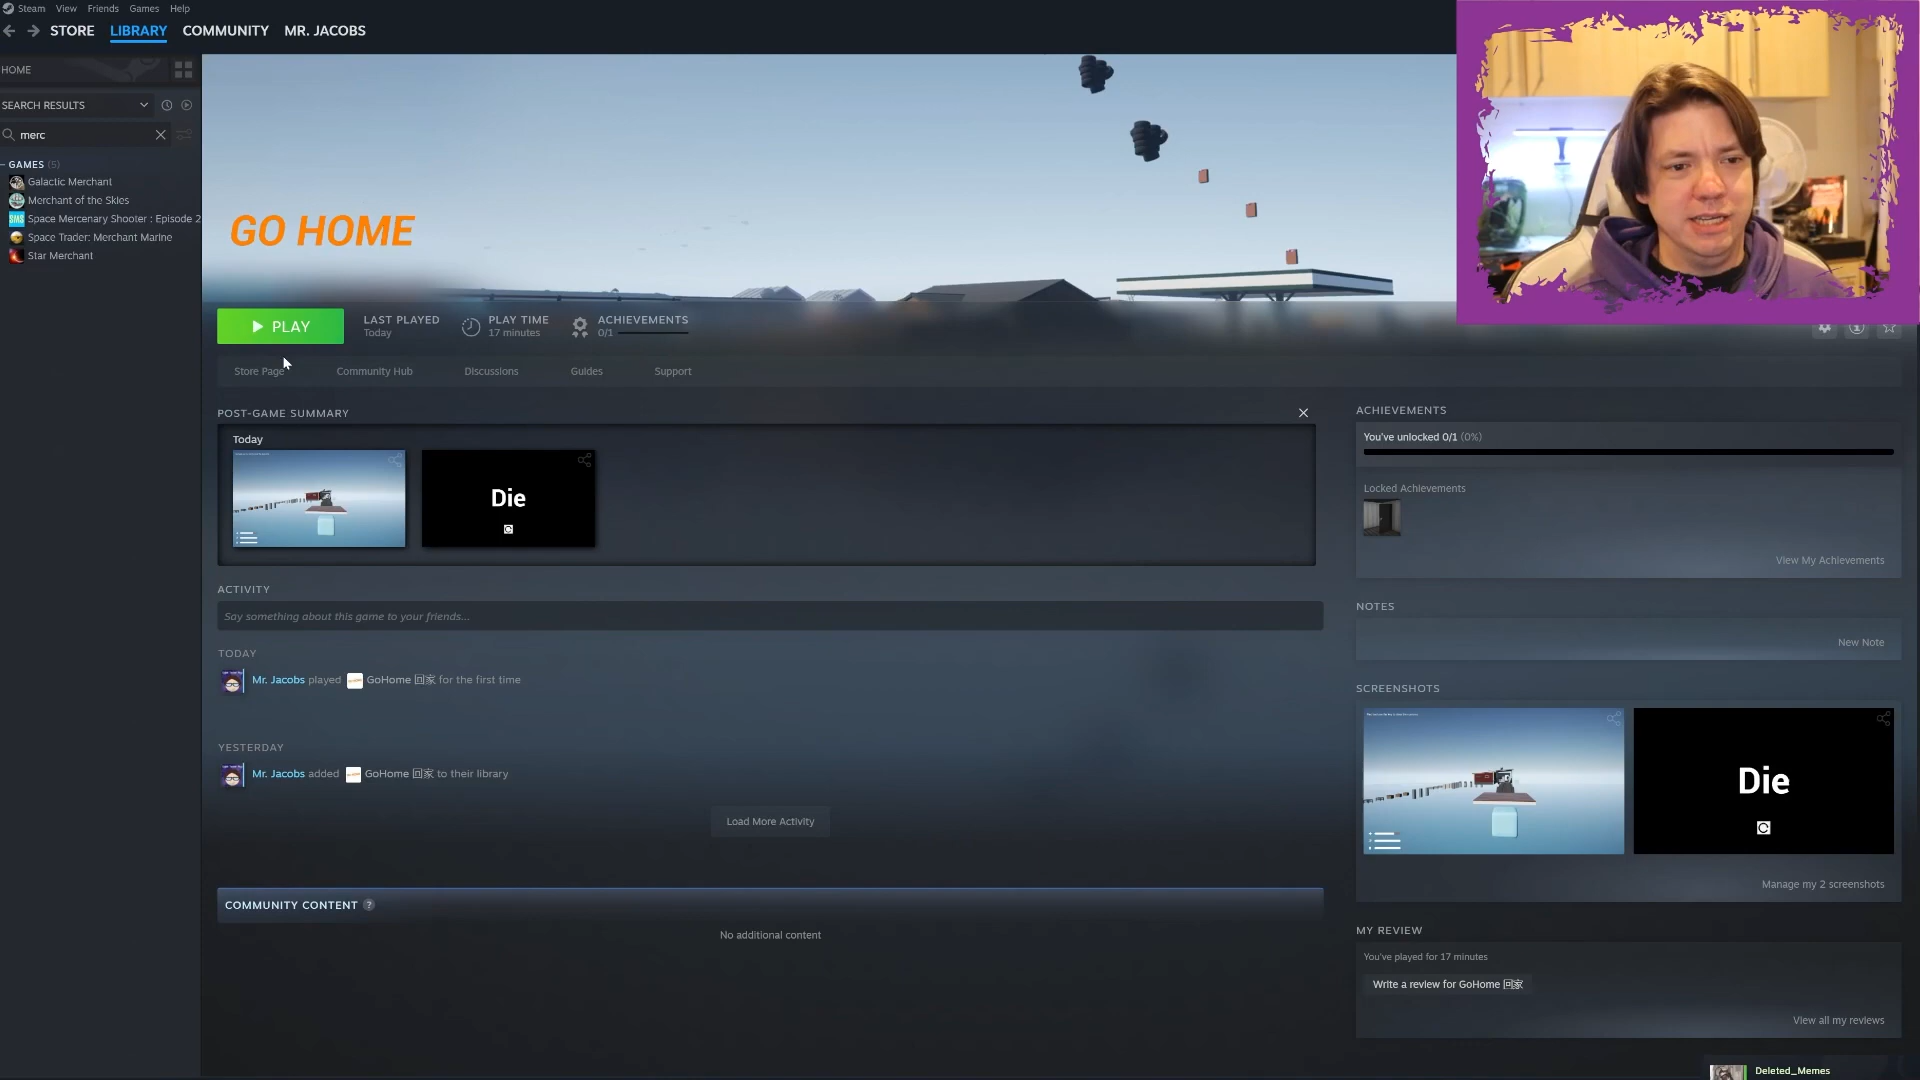 Steam View Friends Games Help
STORE LIBRARY COMMUNITY MR. JACOBS
HOME
SEARCH RESULTS
merc
GAMES (5)
Galactic Merchant
Merchant of the Skies
Space Mercenary Shooter : Episode 2
Space Trader: Merchant Marine
Star Merchant
GO HOME
PLAY
LAST PLAYED
Today
PLAY TIME
17 minutes
ACHIEVEMENTS
0/1
Store Page Community Hub Discussions Guides Support
POST-GAME SUMMARY
Today
Die
C
ACTIVITY
Say something about this game to your friends...
TODAY
Mr. Jacobs played GoHome 回家 for the first time
YESTERDAY
Mr. Jacobs added GoHome 回家 to their library
Load More Activity
COMMUNITY CONTENT ?
No additional content
ACHIEVEMENTS
You've unlocked 0/1 (0%)
Locked Achievements
View My Achievements
NOTES
New Note
SCREENSHOTS
Die
C
Manage my 2 screenshots
MY REVIEW
You've played for 17 minutes
Write a review for GoHome 回家
View all my reviews
Deleted_Memes